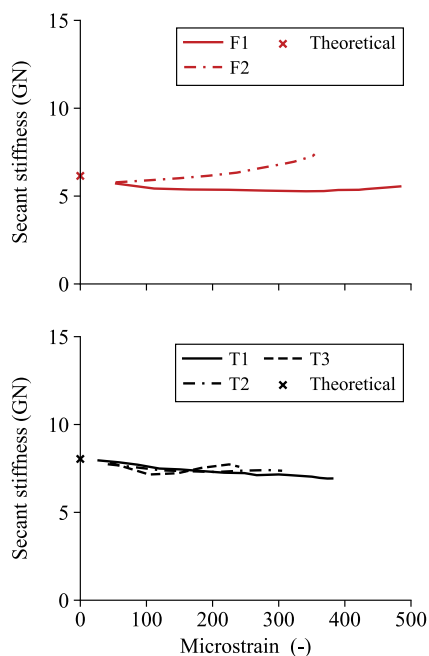 15
10
5
0
Secant stiffness (GN)
F1 Theoretical
F2
15
10
5
0
Secant stiffness (GN)
T1 T3
T2 Theoretical
0 100 200 300 400 500
Microstrain (-)